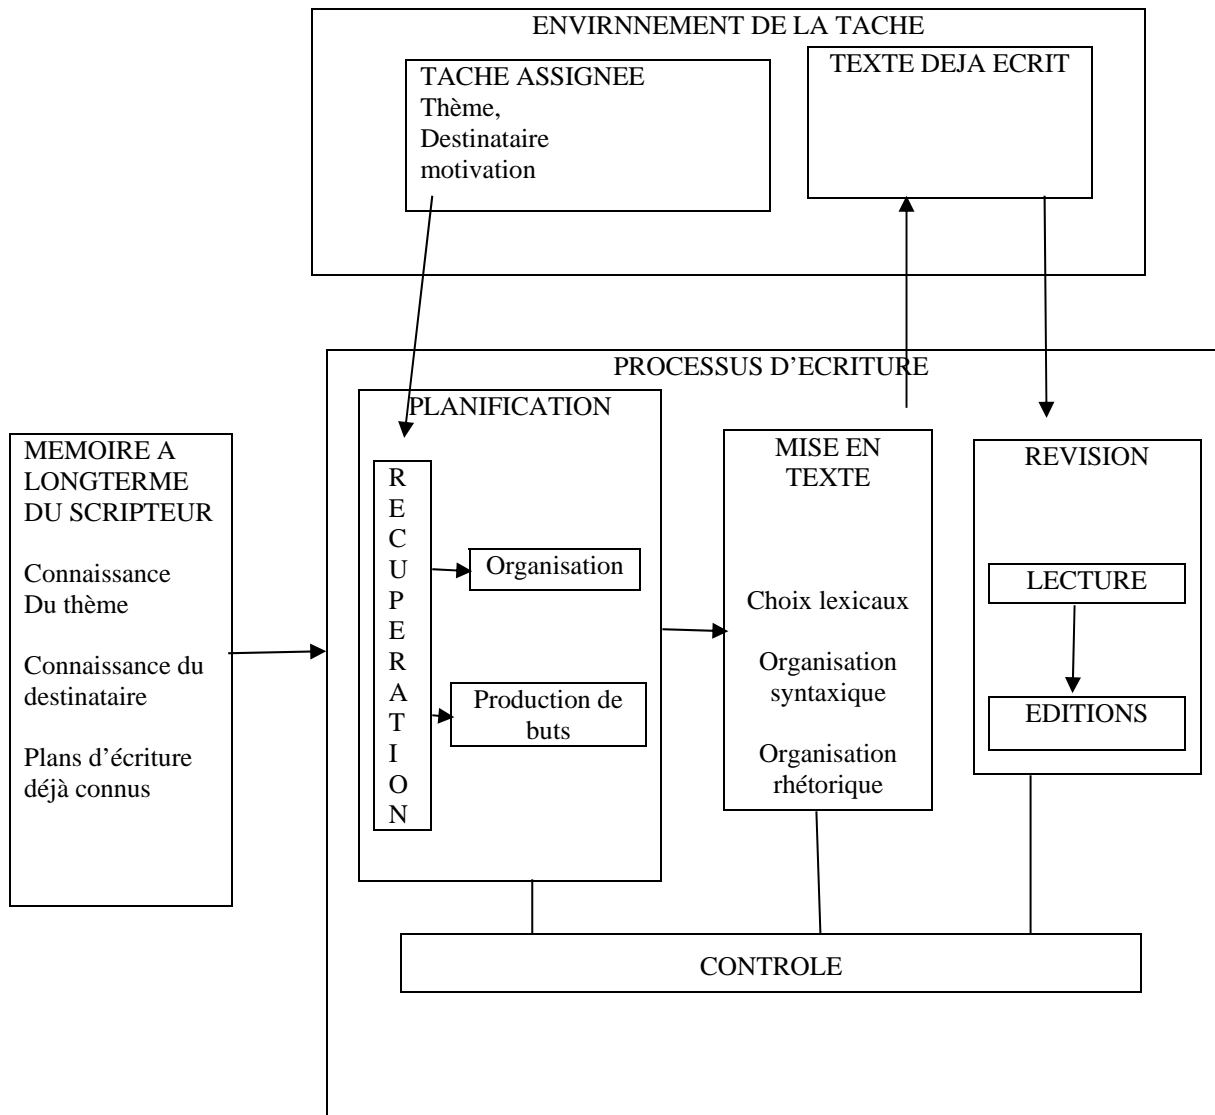 ENVIRNNEMENT DE LA TACHE
TACHE ASSIGNEE
Thème,
Destinataire
motivation
TEXTE DEJA ECRIT
PROCESSUS D’ECRITURE
MEMOIRE A
LONGTERME
DU SCRIPTEUR
Connaissance
Du thème
Connaissance du
destinataire
Plans d’écriture
déjà connus
PLANIFICATION
R
E
C
U
P
E
R
A
T
I
O
N
Organisation
Production de
buts
MISE EN
TEXTE
Choix lexicaux
Organisation
syntaxique
Organisation
rhétorique
REVISION
LECTURE
EDITIONS
CONTROLE